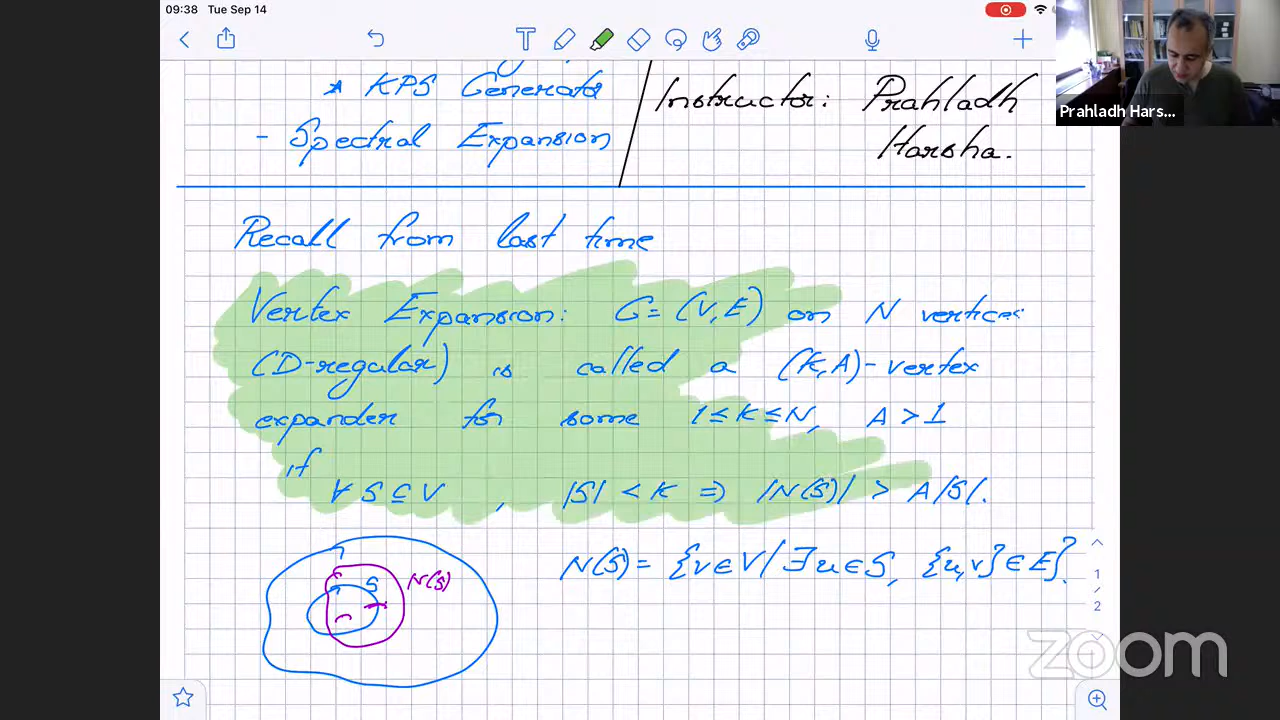 09:38 Tue Sep 14
* KPS Generator
- Spectral Expansion
Instructor: Prahladh
Harsha.
Prahladh Hars...
Recall from last time
Vertex Expansion: G = (V, E) on N vertices
(D-regular) is called a (K, A) - vertex
expander for some 1 ≤ K ≤ N, A > 1
if
∀ S ⊆ V , |S| < K ⇒ |N(S)| > A|S|.
N(S) = {v ∈ V / ∃ u ∈ S, {u, v} ∈ E}.
S N(S)
1
2
zoom